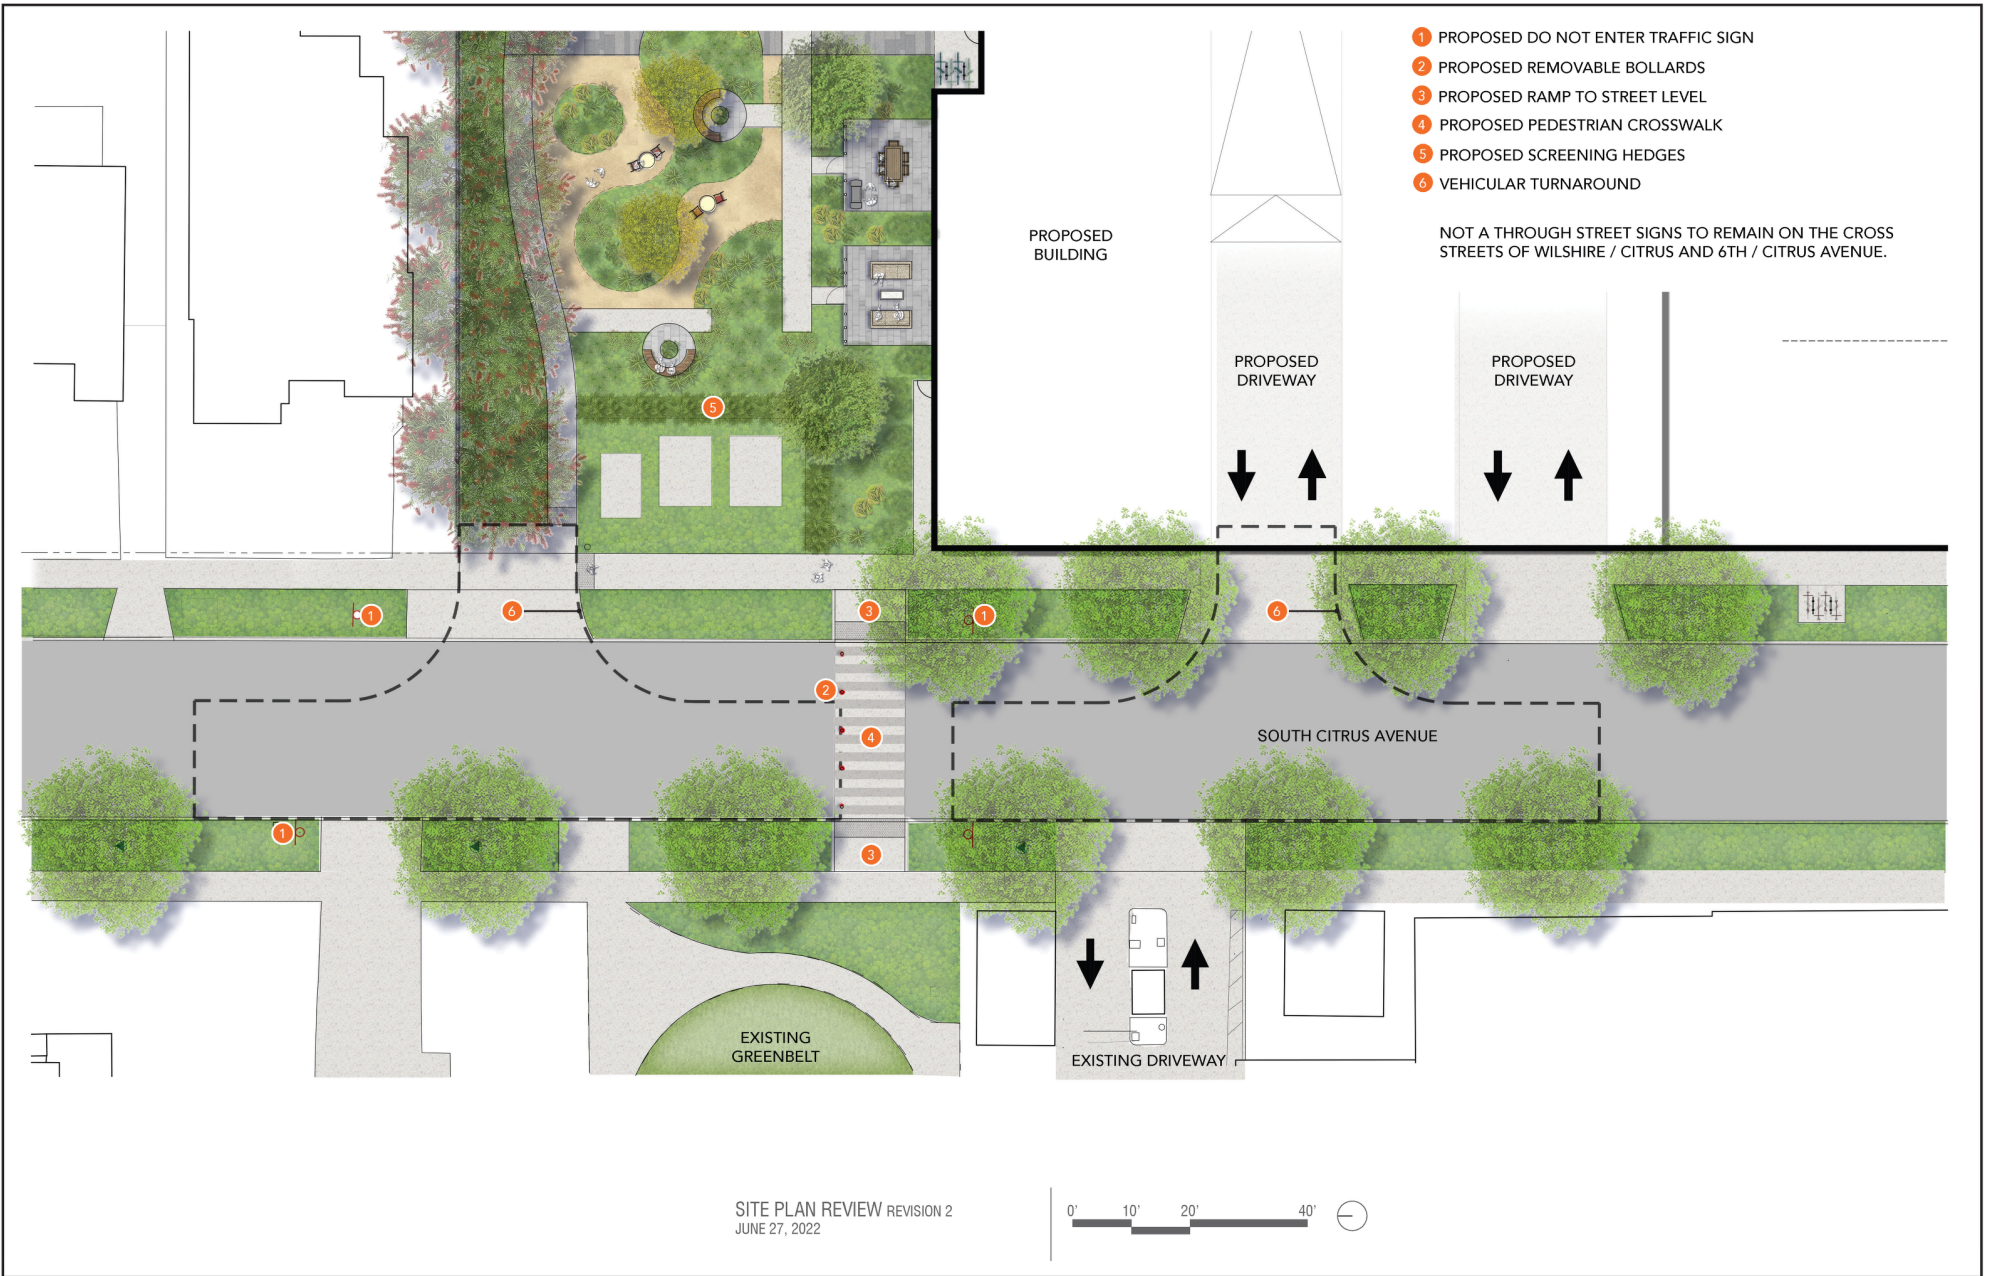 1 PROPOSED DO NOT ENTER TRAFFIC SIGN
2 PROPOSED REMOVABLE BOLLARDS
3 PROPOSED RAMP TO STREET LEVEL
4 PROPOSED PEDESTRIAN CROSSWALK
5 PROPOSED SCREENING HEDGES
6 VEHICULAR TURNAROUND
NOT A THROUGH STREET SIGNS TO REMAIN ON THE CROSS
STREETS OF WILSHIRE / CITRUS AND 6TH / CITRUS AVENUE.
PROPOSED
BUILDING
PROPOSED
DRIVEWAY
PROPOSED
DRIVEWAY
5
1
6
3
1
6
2
4
SOUTH CITRUS AVENUE
1
3
EXISTING
GREENBELT
EXISTING DRIVEWAY
SITE PLAN REVIEW REVISION 2
JUNE 27, 2022
0' 10' 20' 40'